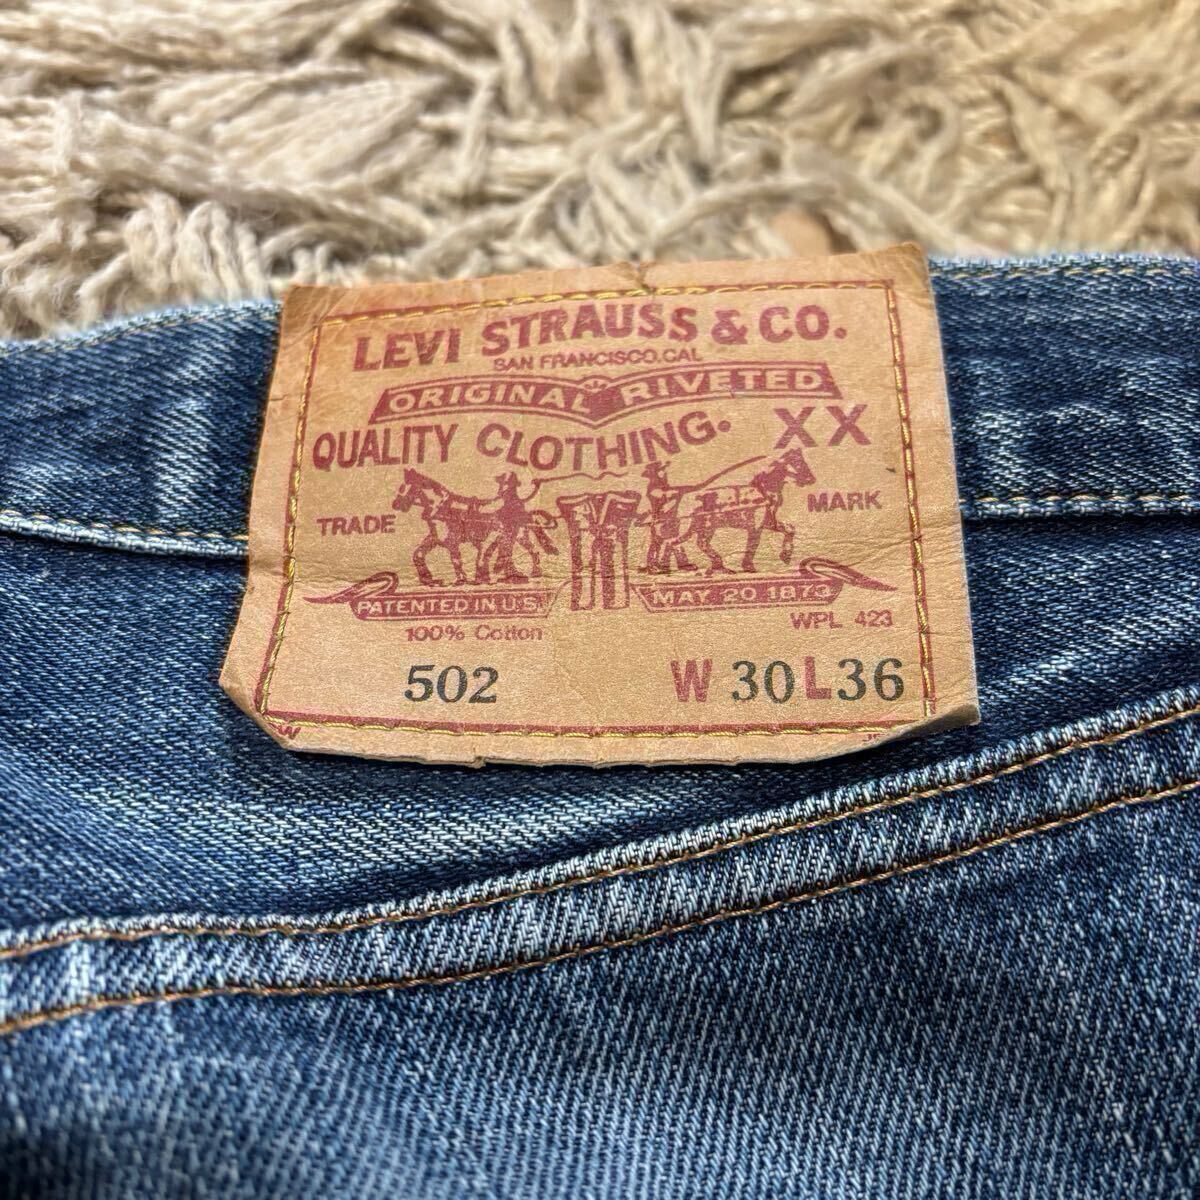 LEVI STRAUSS & CO.
SAN FRANCISCO, CAL
ORIGINAL RIVETED
QUALITY CLOTHING. XX
TRADE MARK
PATENTED IN U.S. MAY 20 1873
100% Cotton WPL 423
502 W 30 L 36
W